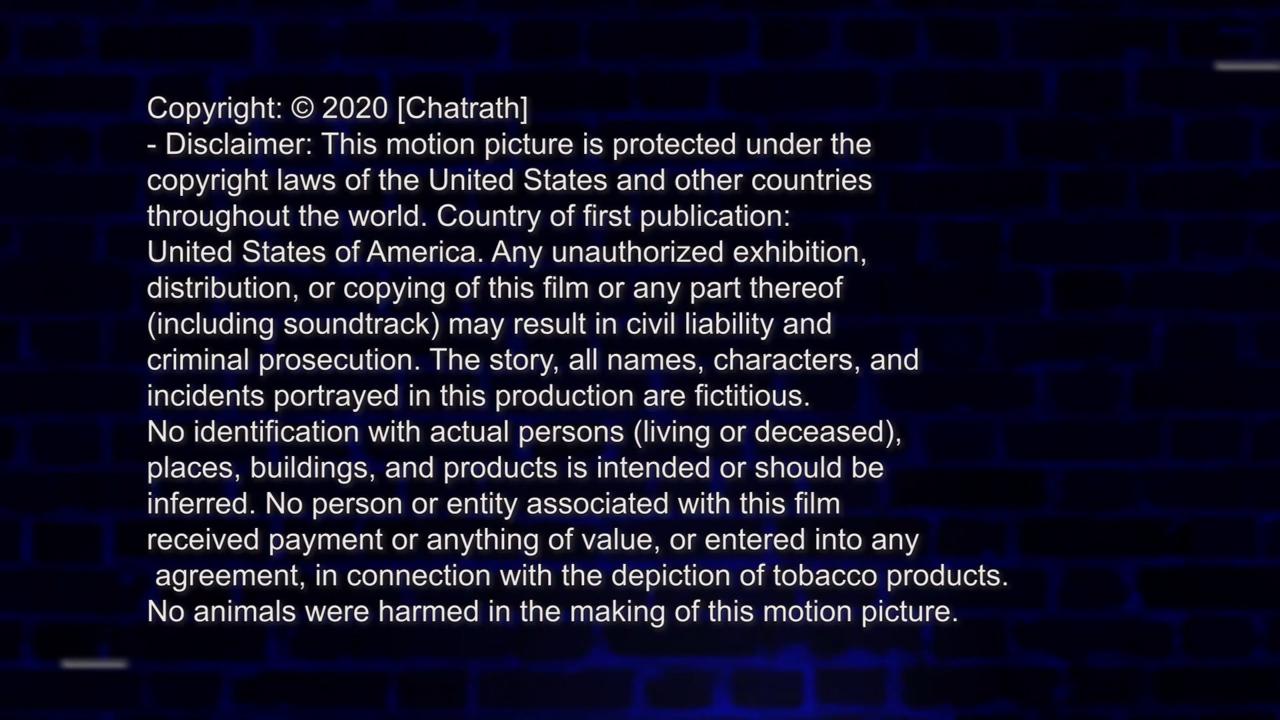 Copyright: © 2020 [Chatrath]
- Disclaimer: This motion picture is protected under the
copyright laws of the United States and other countries
throughout the world. Country of first publication:
United States of America. Any unauthorized exhibition,
distribution, or copying of this film or any part thereof
(including soundtrack) may result in civil liability and
criminal prosecution. The story, all names, characters, and
incidents portrayed in this production are fictitious.
No identification with actual persons (living or deceased),
places, buildings, and products is intended or should be
inferred. No person or entity associated with this film
received payment or anything of value, or entered into any
agreement, in connection with the depiction of tobacco products.
No animals were harmed in the making of this motion picture.